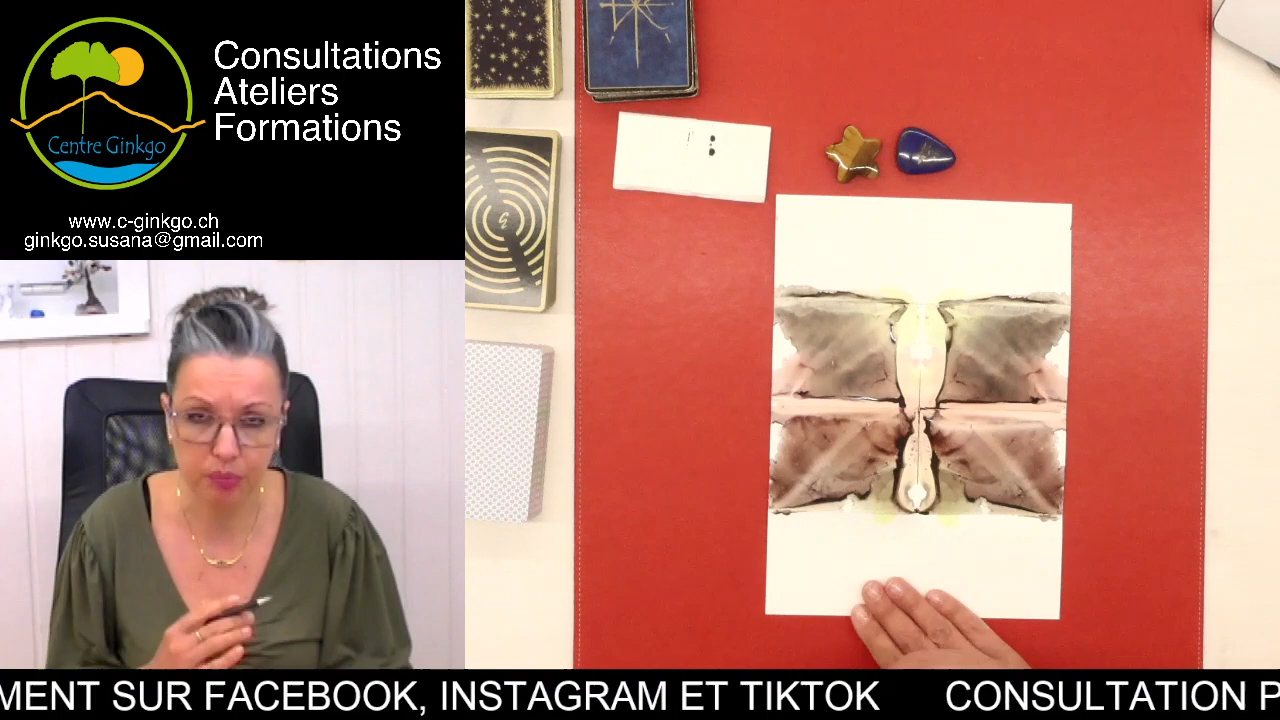 Consultations
Ateliers
Formations
Centre Ginkgo
www.c-ginkgo.ch
ginkgo.susana@gmail.com
MENT SUR FACEBOOK, INSTAGRAM ET TIKTOK CONSULTATION P